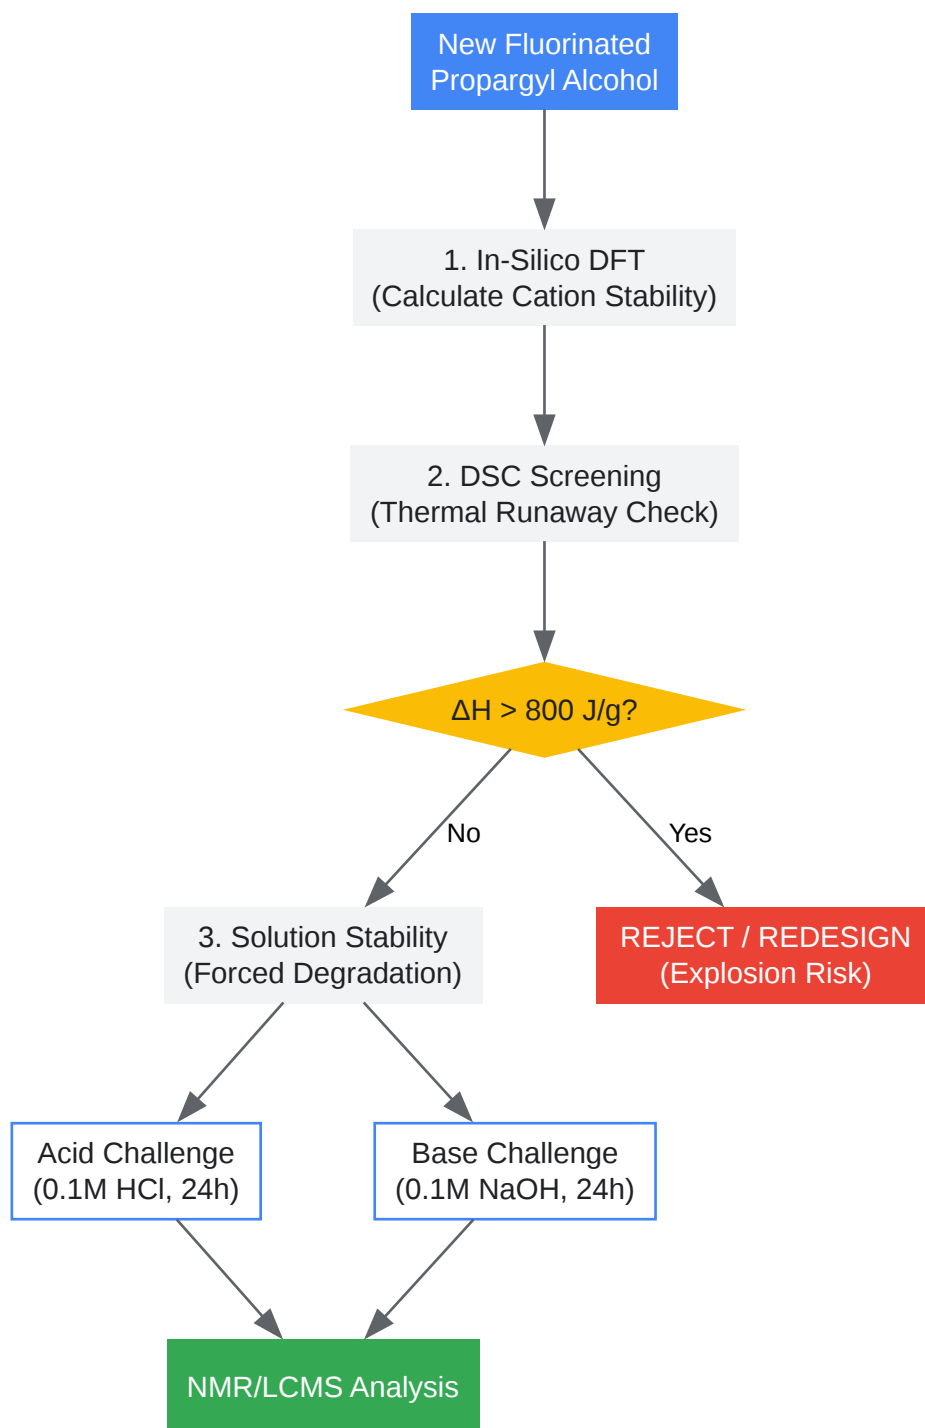 New Fluorinated
Propargyl Alcohol
1. In-Silico DFT
(Calculate Cation Stability)
2. DSC Screening
(Thermal Runaway Check)
ΔH > 800 J/g?
No
Yes
3. Solution Stability
(Forced Degradation)
REJECT / REDESIGN
(Explosion Risk)
Acid Challenge
(0.1M HCl, 24h)
Base Challenge
(0.1M NaOH, 24h)
NMR/LCMS Analysis